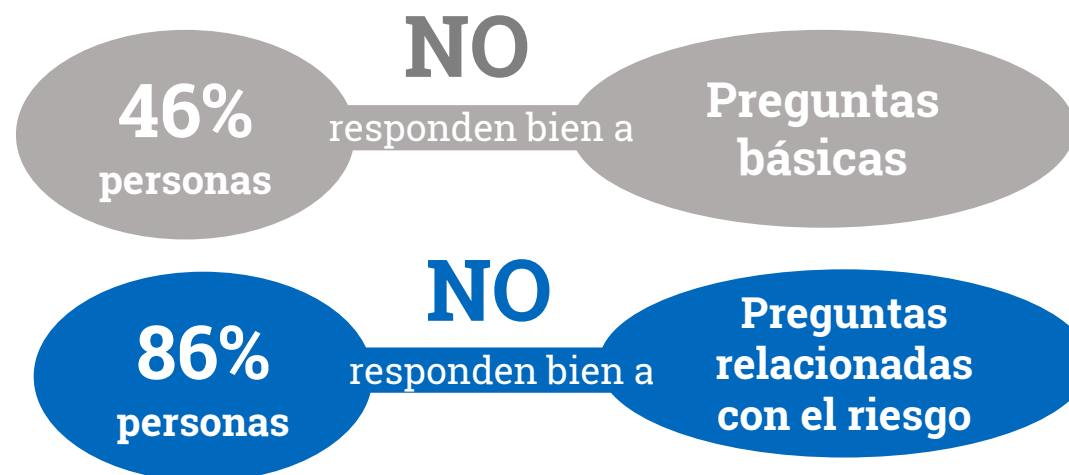 NO
46%
personas
responden bien a
Preguntas
básicas
NO
86%
personas
responden bien a
Preguntas
relacionadas
con el riesgo